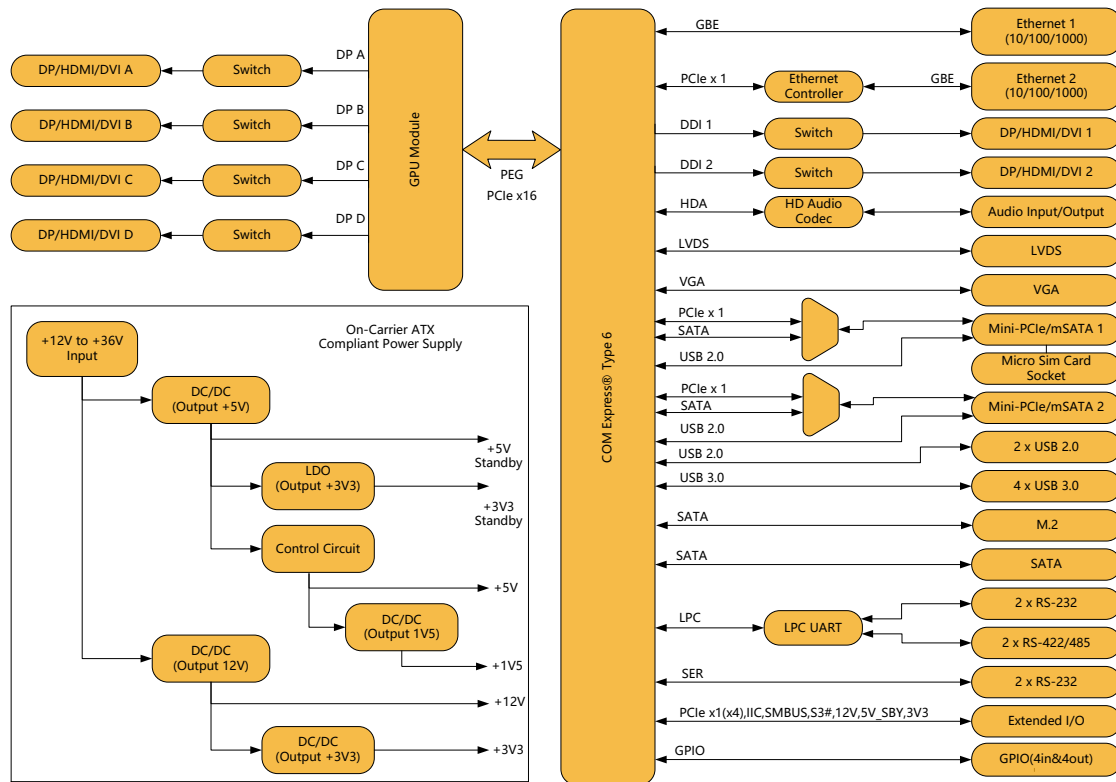 DP/HDMI/DVI A
Switch
DP A
DP/HDMI/DVI B
Switch
DP B
DP/HDMI/DVI C
Switch
DP C
DP/HDMI/DVI D
Switch
DP D
GPU Module
PEG
PCIe x16
COM Express® Type 6
GBE
Ethernet 1
(10/100/1000)
PCIe x 1
Ethernet
Controller
GBE
Ethernet 2
(10/100/1000)
DDI 1
Switch
DP/HDMI/DVI 1
DDI 2
Switch
DP/HDMI/DVI 2
HDA
HD Audio
Codec
Audio Input/Output
LVDS
LVDS
VGA
VGA
PCIe x 1
SATA
USB 2.0
Mini-PCIe/mSATA 1
Micro Sim Card
Socket
PCIe x 1
SATA
USB 2.0
Mini-PCIe/mSATA 2
USB 2.0
2 x USB 2.0
USB 3.0
4 x USB 3.0
SATA
M.2
SATA
SATA
LPC
LPC UART
2 x RS-232
2 x RS-422/485
SER
2 x RS-232
PCIe x1(x4),IIC,SMBUS,S3#,12V,5V_SBY,3V3
Extended I/O
GPIO
GPIO(4in&4out)
On-Carrier ATX
Compliant Power Supply
+12V to +36V
Input
DC/DC
(Output +5V)
+5V
Standby
LDO
(Output +3V3)
+3V3
Standby
Control Circuit
+5V
DC/DC
(Output 1V5)
+1V5
DC/DC
(Output 12V)
+12V
DC/DC
(Output +3V3)
+3V3